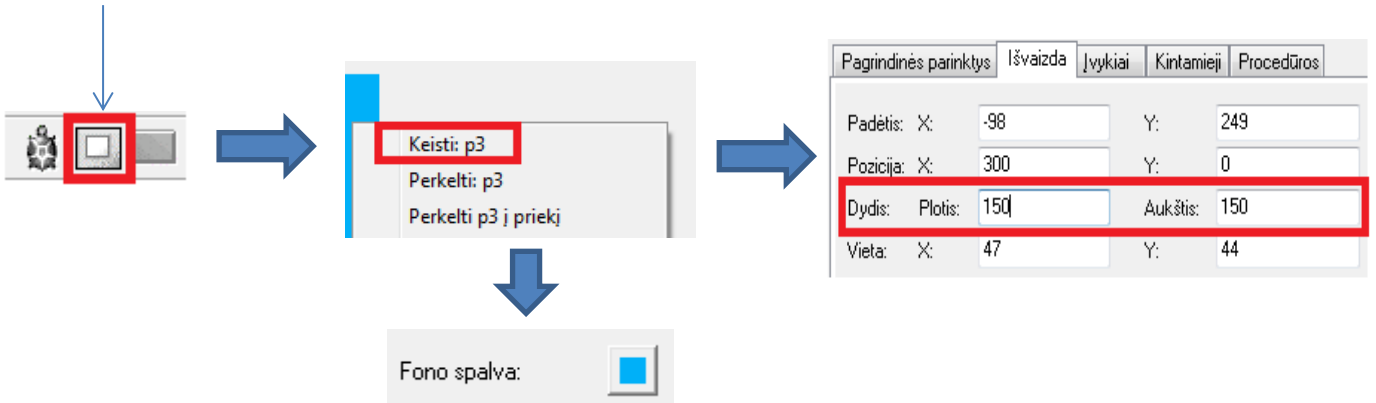 Keisti: p3
Perkelti: p3
Perkelti p3 į priekį
Fono spalva:
Pagrindinės parinktys Išvaizda Įvykiai Kintamieji Procedūros
Padėtis: X: -98 Y: 249
Pozicija: X: 300 Y: 0
Dydis: Plotis: 150 Aukštis: 150
Vieta: X: 47 Y: 44